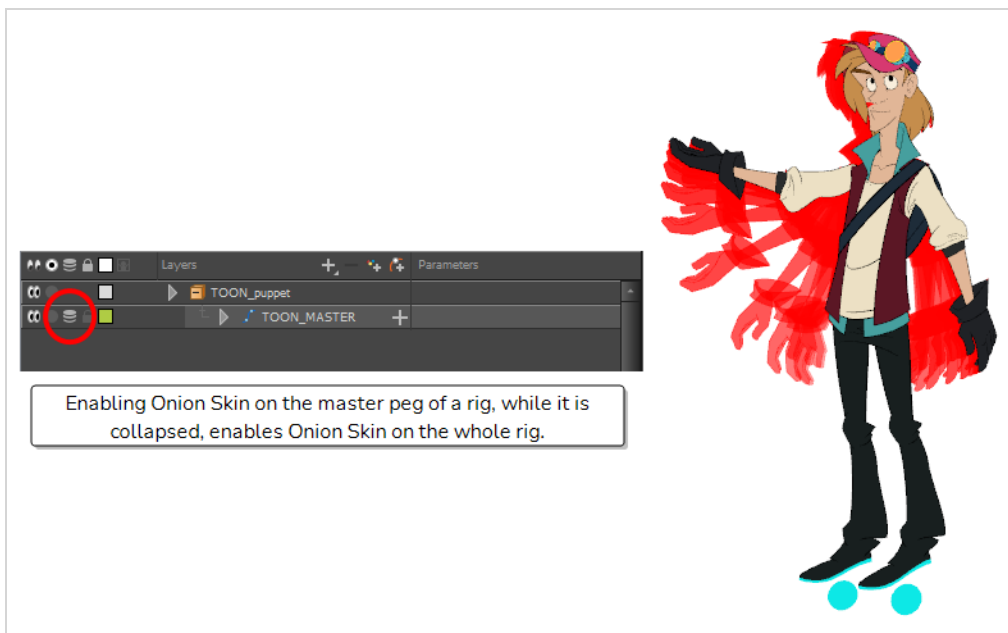 Layers Parameters
TOON_puppet
TOON_MASTER
Enabling Onion Skin on the master peg of a rig, while it is
collapsed, enables Onion Skin on the whole rig.